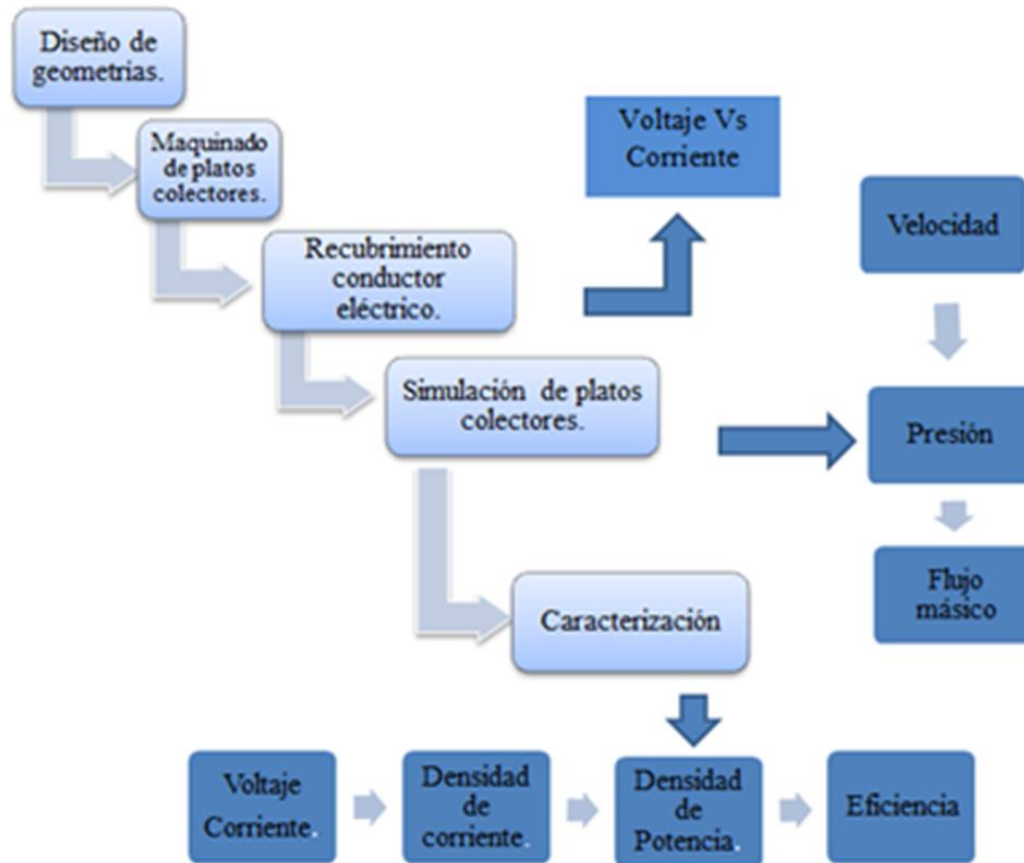 Diseño de
geometrías.
Maquinado
de platos
colectores.
Recubrimiento
conductor
eléctrico.
Simulación de platos
colectores.
Caracterización
Voltaje Vs
Corriente
Velocidad
Presión
Flujo
másico
Voltaje
Corriente.
Densidad
de
corriente.
Densidad
de
Potencia.
Eficiencia